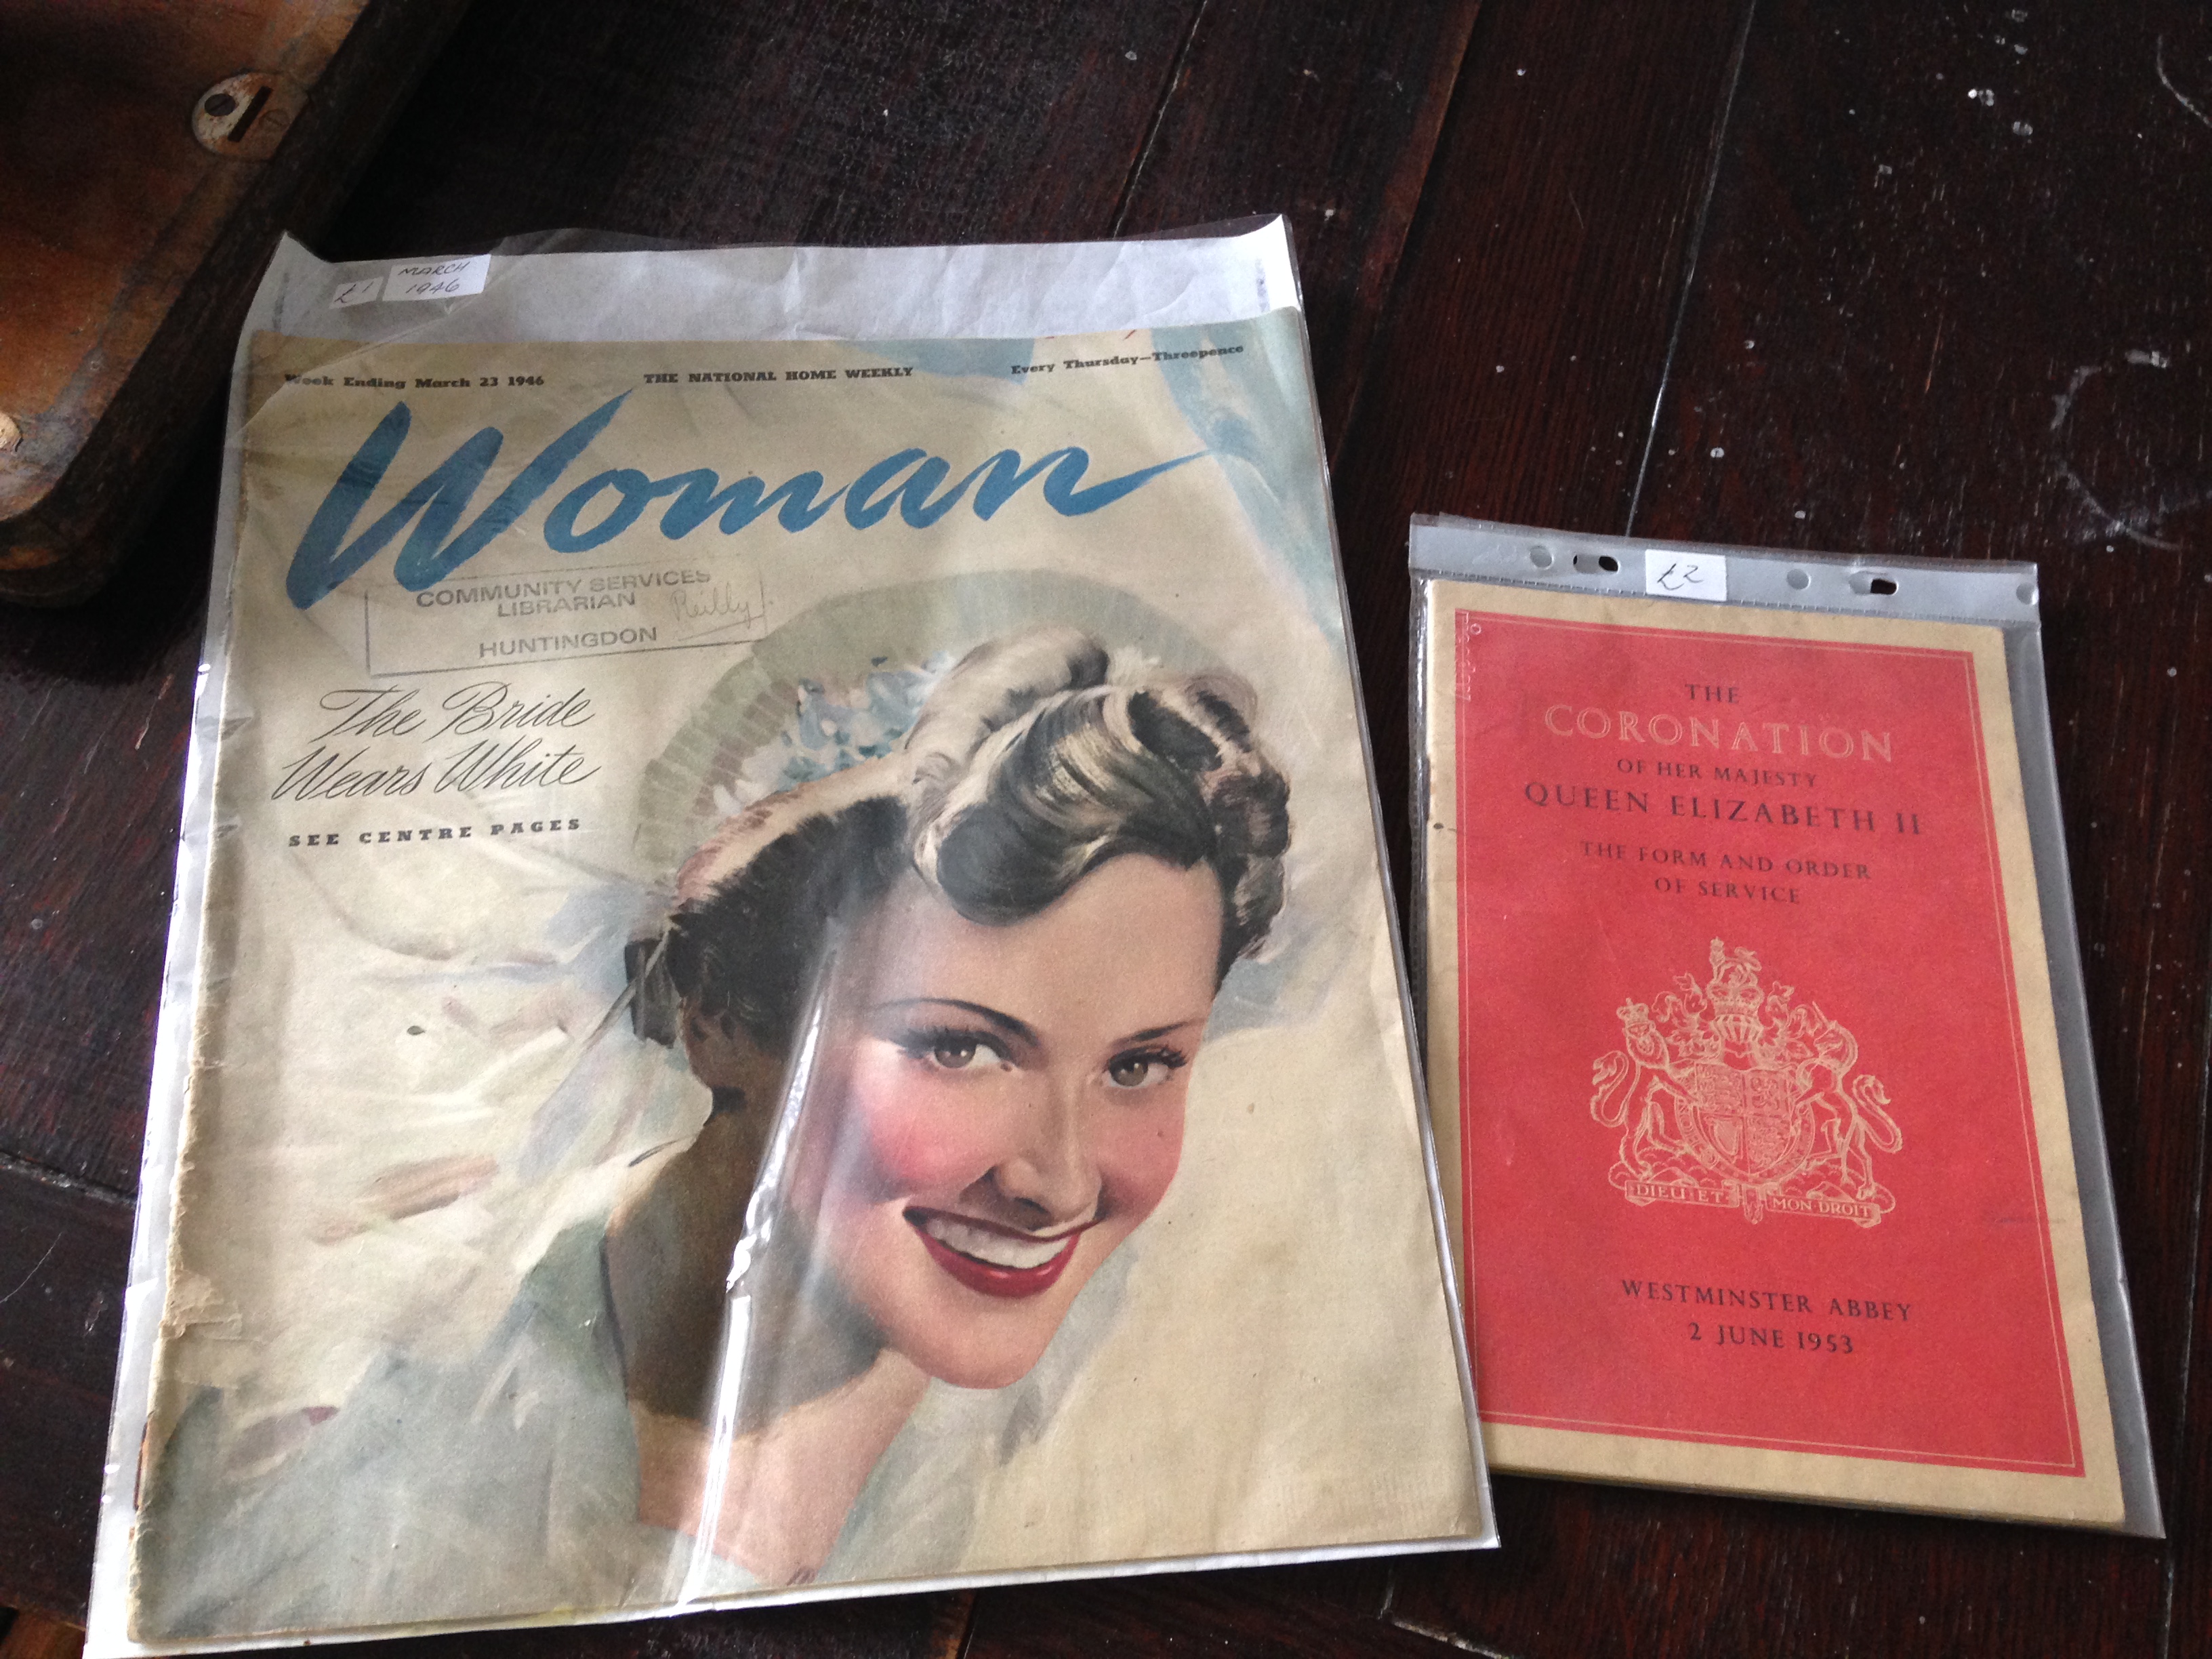 £1
MARCH
1946
Week Ending March 23 1946
THE NATIONAL HOME WEEKLY
Every Thursday—Threepence
Woman
COMMUNITY SERVICES
LIBRARIAN
Reilly
HUNTINGDON
The Bride
Wears White
SEE CENTRE PAGES
£2
THE
CORONATION
OF HER MAJESTY
QUEEN ELIZABETH II
THE FORM AND ORDER
OF SERVICE
DIEU ET MON DROIT
WESTMINSTER ABBEY
2 JUNE 1953